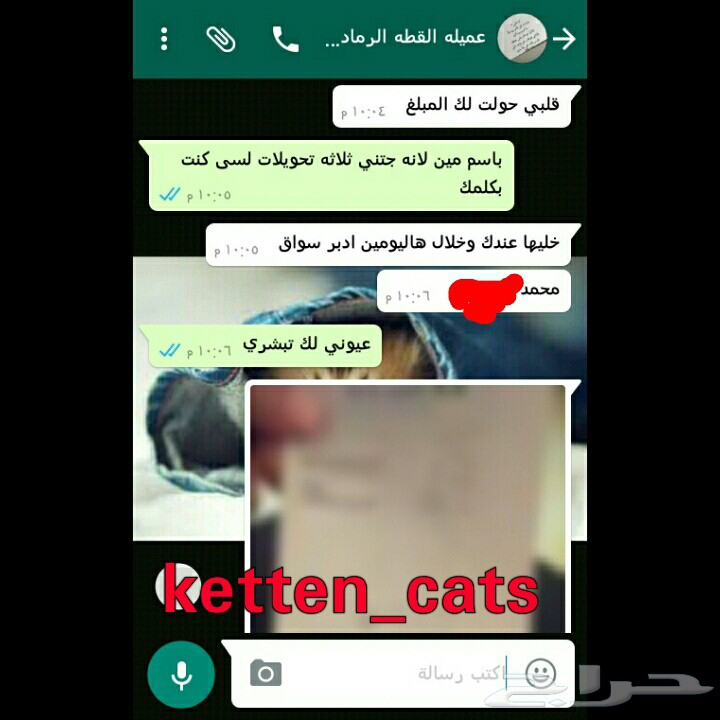 عميله القطه الرماد...
قلبي حولت لك المبلغ
١٠:٠٤ م
باسم مين لانه جتني ثلاثه تحويلات لسى كنت
بكلمك
١٠:٠٥ م
خليها عندك وخلال هاليومين ادبر سواق
١٠:٠٥ م
محمد
١٠:٠٦ م
عيوني لك تبشري
١٠:٠٦ م
ketten_cats
اكتب رسالة
حراج